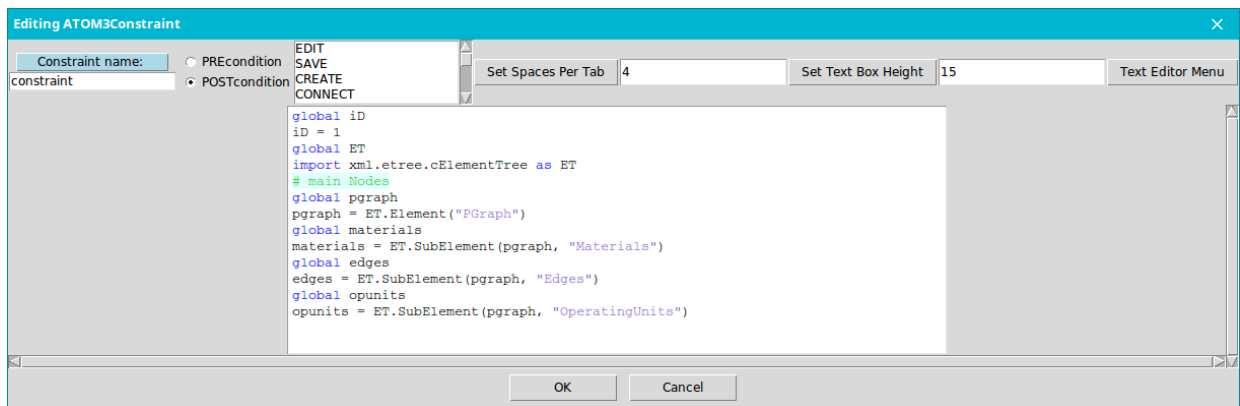 Editing ATOM3Constraint
Constraint name:
constraint
PREcondition
POSTcondition
EDIT
SAVE
CREATE
CONNECT
Set Spaces Per Tab
4
Set Text Box Height
15
Text Editor Menu
global iD
iD = 1
global ET
import xml.etree.cElementTree as ET
# main Nodes
global pgraph
pgraph = ET.Element("PGraph")
global materials
materials = ET.SubElement(pgraph, "Materials")
global edges
edges = ET.SubElement(pgraph, "Edges")
global opunits
opunits = ET.SubElement(pgraph, "OperatingUnits")
OK
Cancel